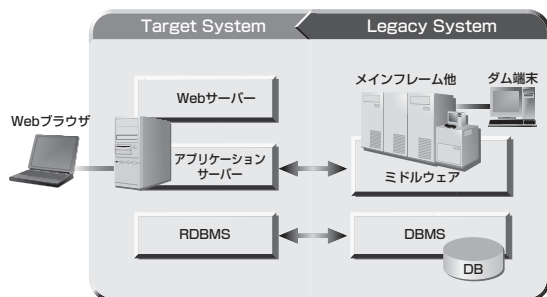 Target System
Legacy System
メインフレーム他
ダム端末
Webサーバー
Webブラウザ
アプリケーション
サーバー
ミドルウェア
RDBMS
DBMS
DB